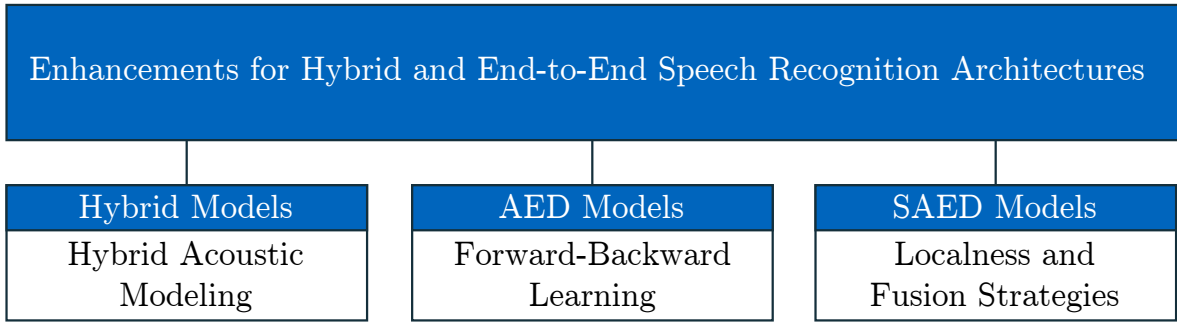 Enhancements for Hybrid and End-to-End Speech Recognition Architectures
Hybrid Models
Hybrid Acoustic
Modeling
AED Models
Forward-Backward
Learning
SAED Models
Localness and
Fusion Strategies